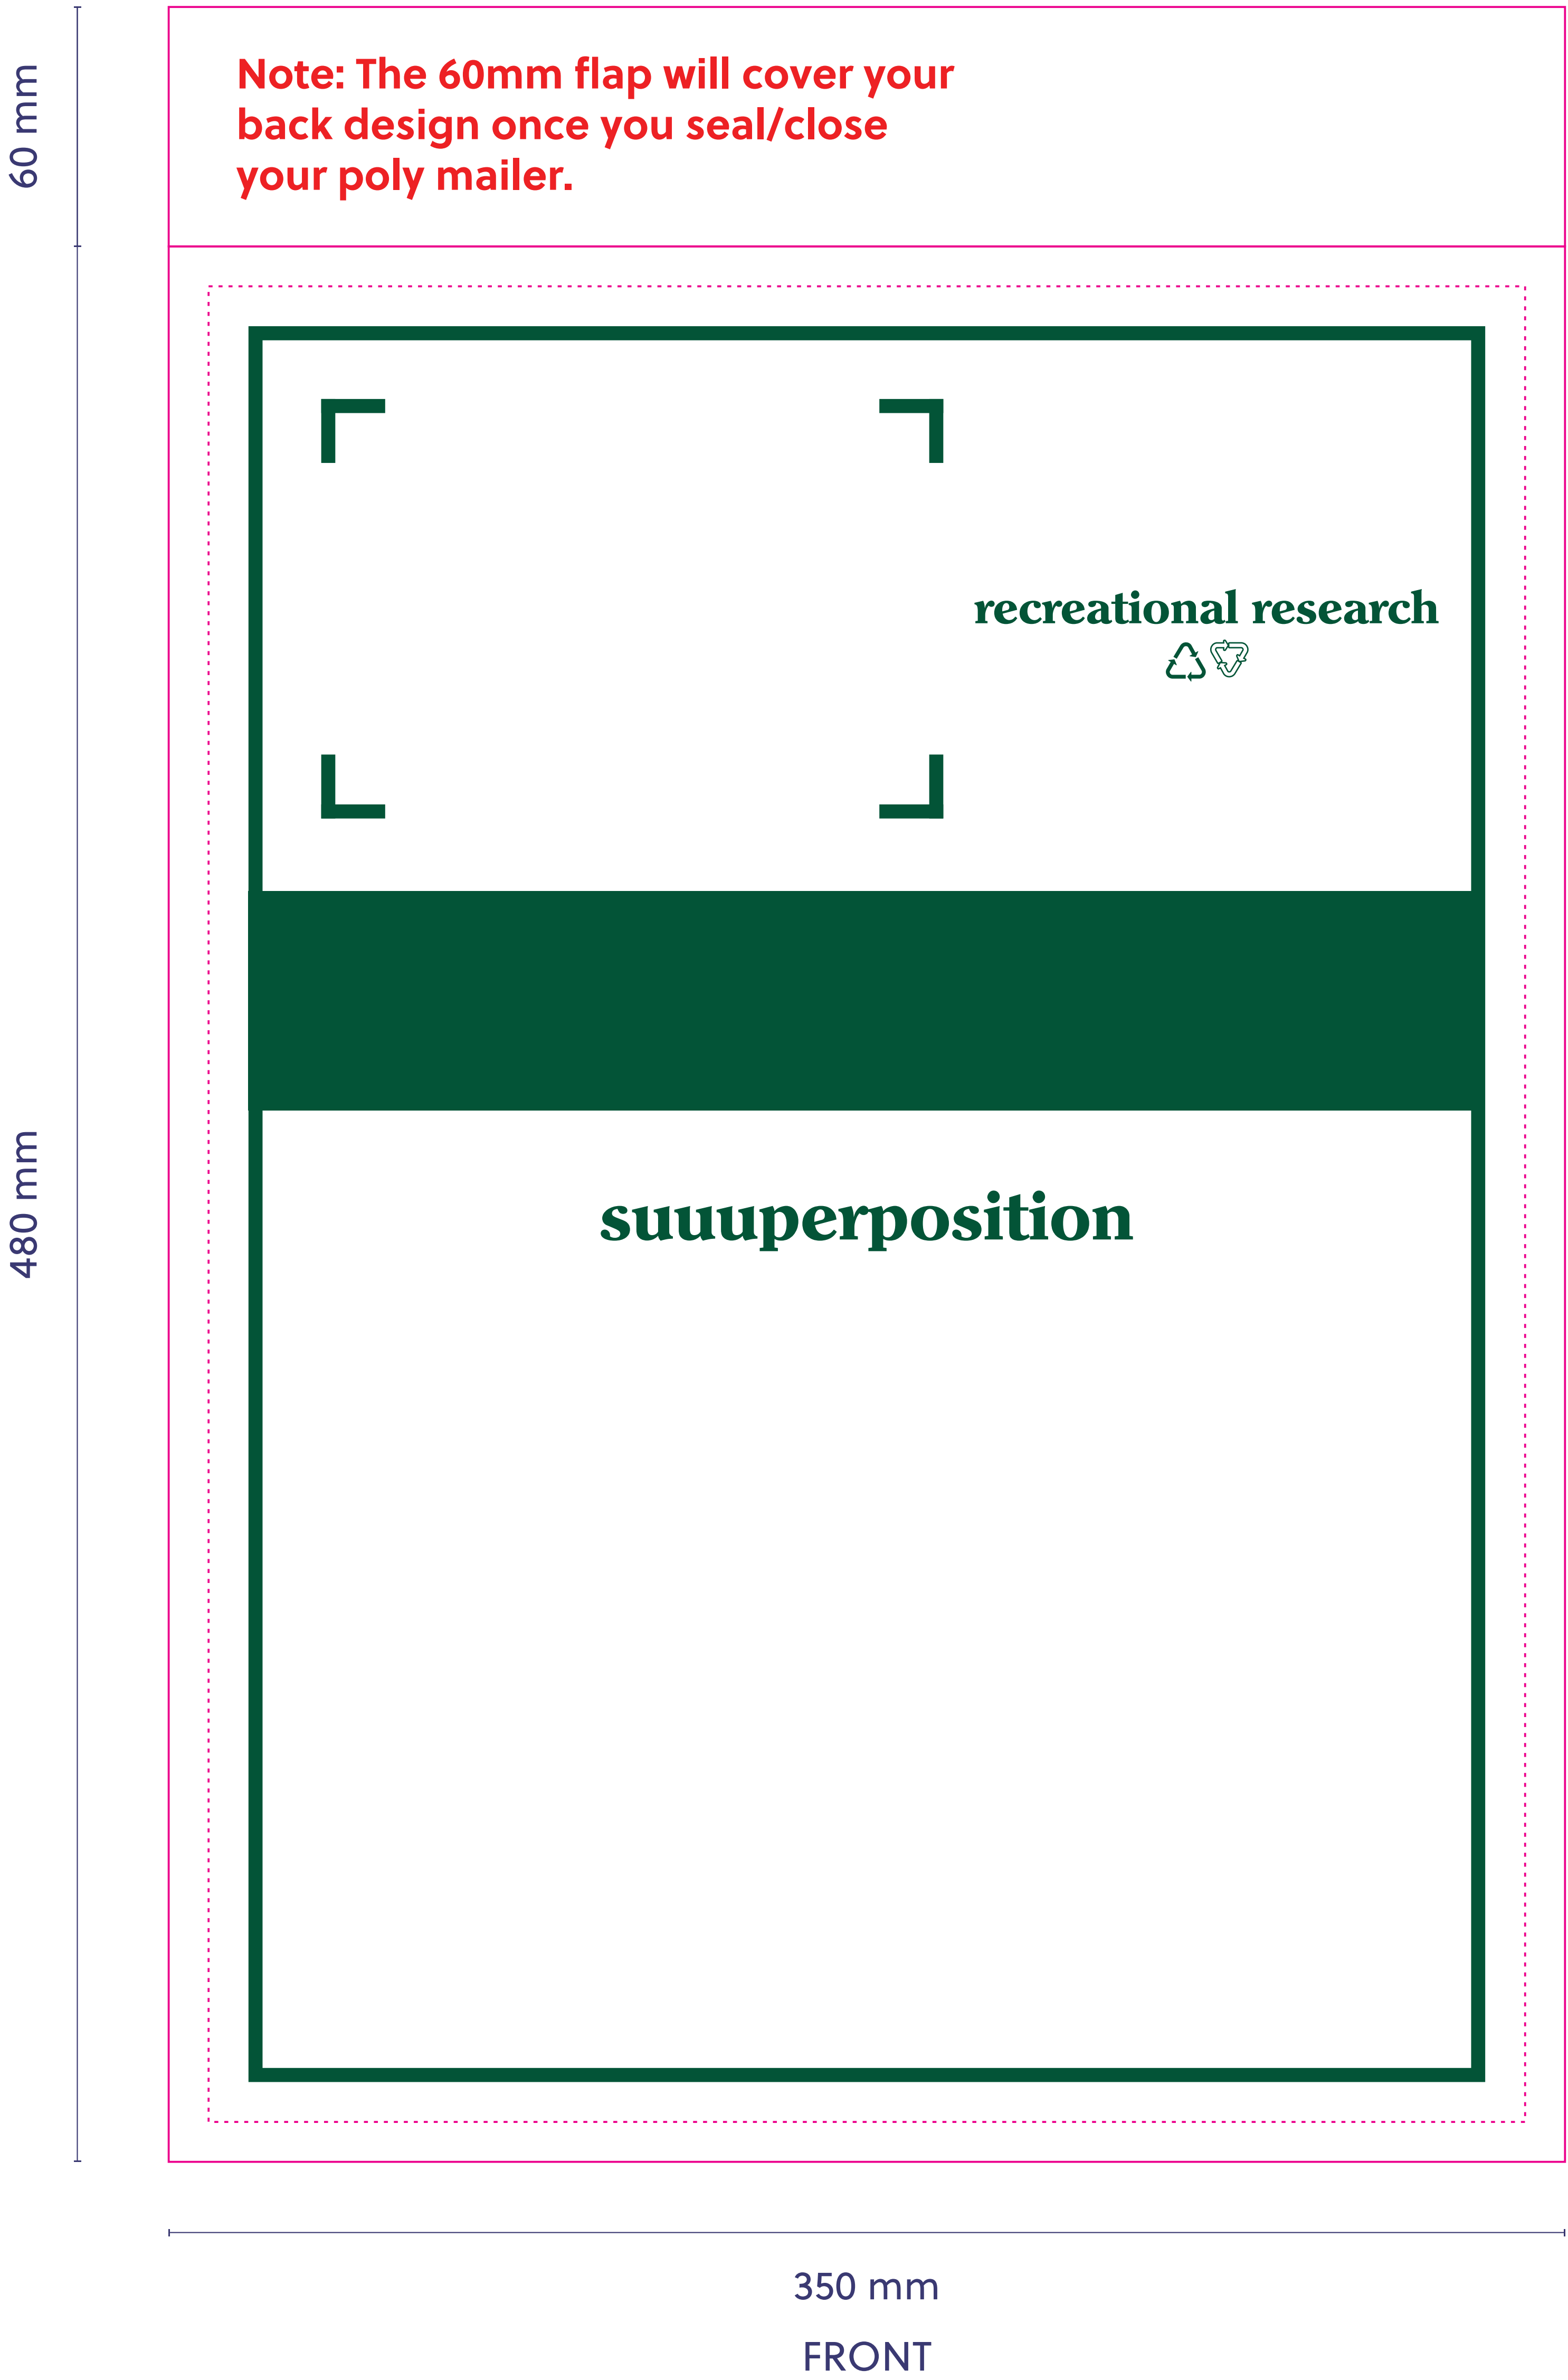 60 mm
Note: The 60mm flap will cover your
back design once you seal/close
your poly mailer.
recreational research
480 mm
suuuperposition
350 mm
FRONT